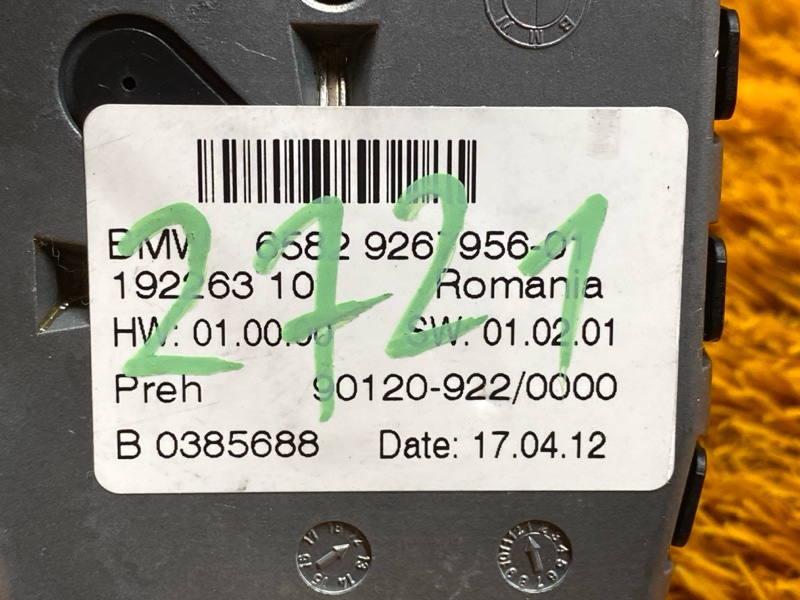 BMW
BMW 6582 9267956-01
192263 10 Romania
HW: 01.00.00 SW: 01.02.01
Preh 90120-922/0000
B 0385688 Date: 17.04.12
2721